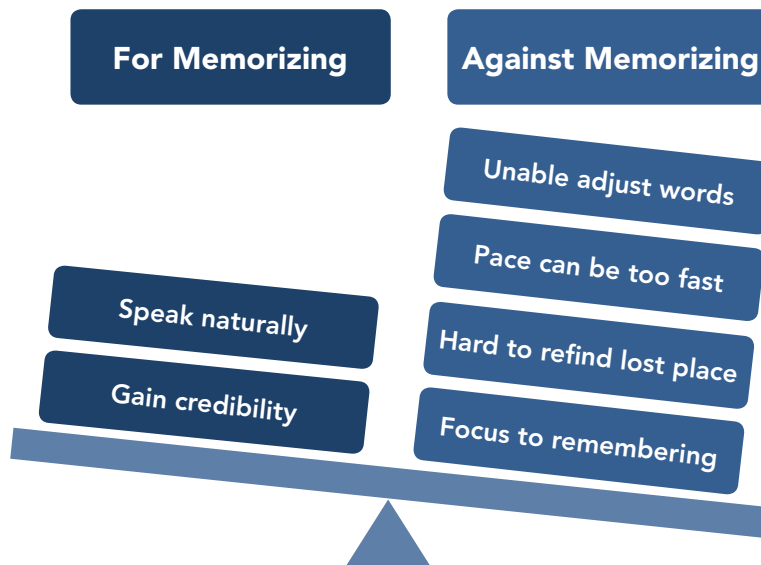 For Memorizing
Against Memorizing
Speak naturally
Gain credibility
Unable adjust words
Pace can be too fast
Hard to refind lost place
Focus to remembering